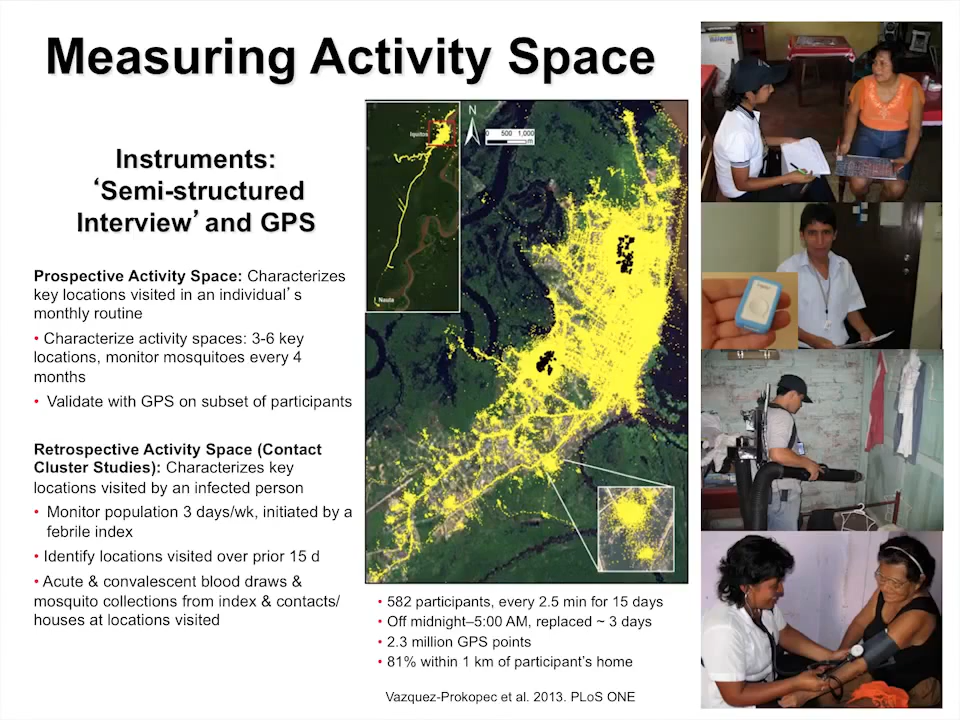 Measuring Activity Space
Instruments:
‘Semi-structured
Interview’ and GPS
Prospective Activity Space: Characterizes
key locations visited in an individual’s
monthly routine
• Characterize activity spaces: 3-6 key
locations, monitor mosquitoes every 4
months
• Validate with GPS on subset of participants
Retrospective Activity Space (Contact
Cluster Studies): Characterizes key
locations visited by an infected person
• Monitor population 3 days/wk, initiated by a
febrile index
• Identify locations visited over prior 15 d
• Acute & convalescent blood draws &
mosquito collections from index & contacts/
houses at locations visited
Iquitos
Nauta
N
0 500 1,000
m
• 582 participants, every 2.5 min for 15 days
• Off midnight–5:00 AM, replaced ~ 3 days
• 2.3 million GPS points
• 81% within 1 km of participant’s home
Vazquez-Prokopec et al. 2013. PLoS ONE